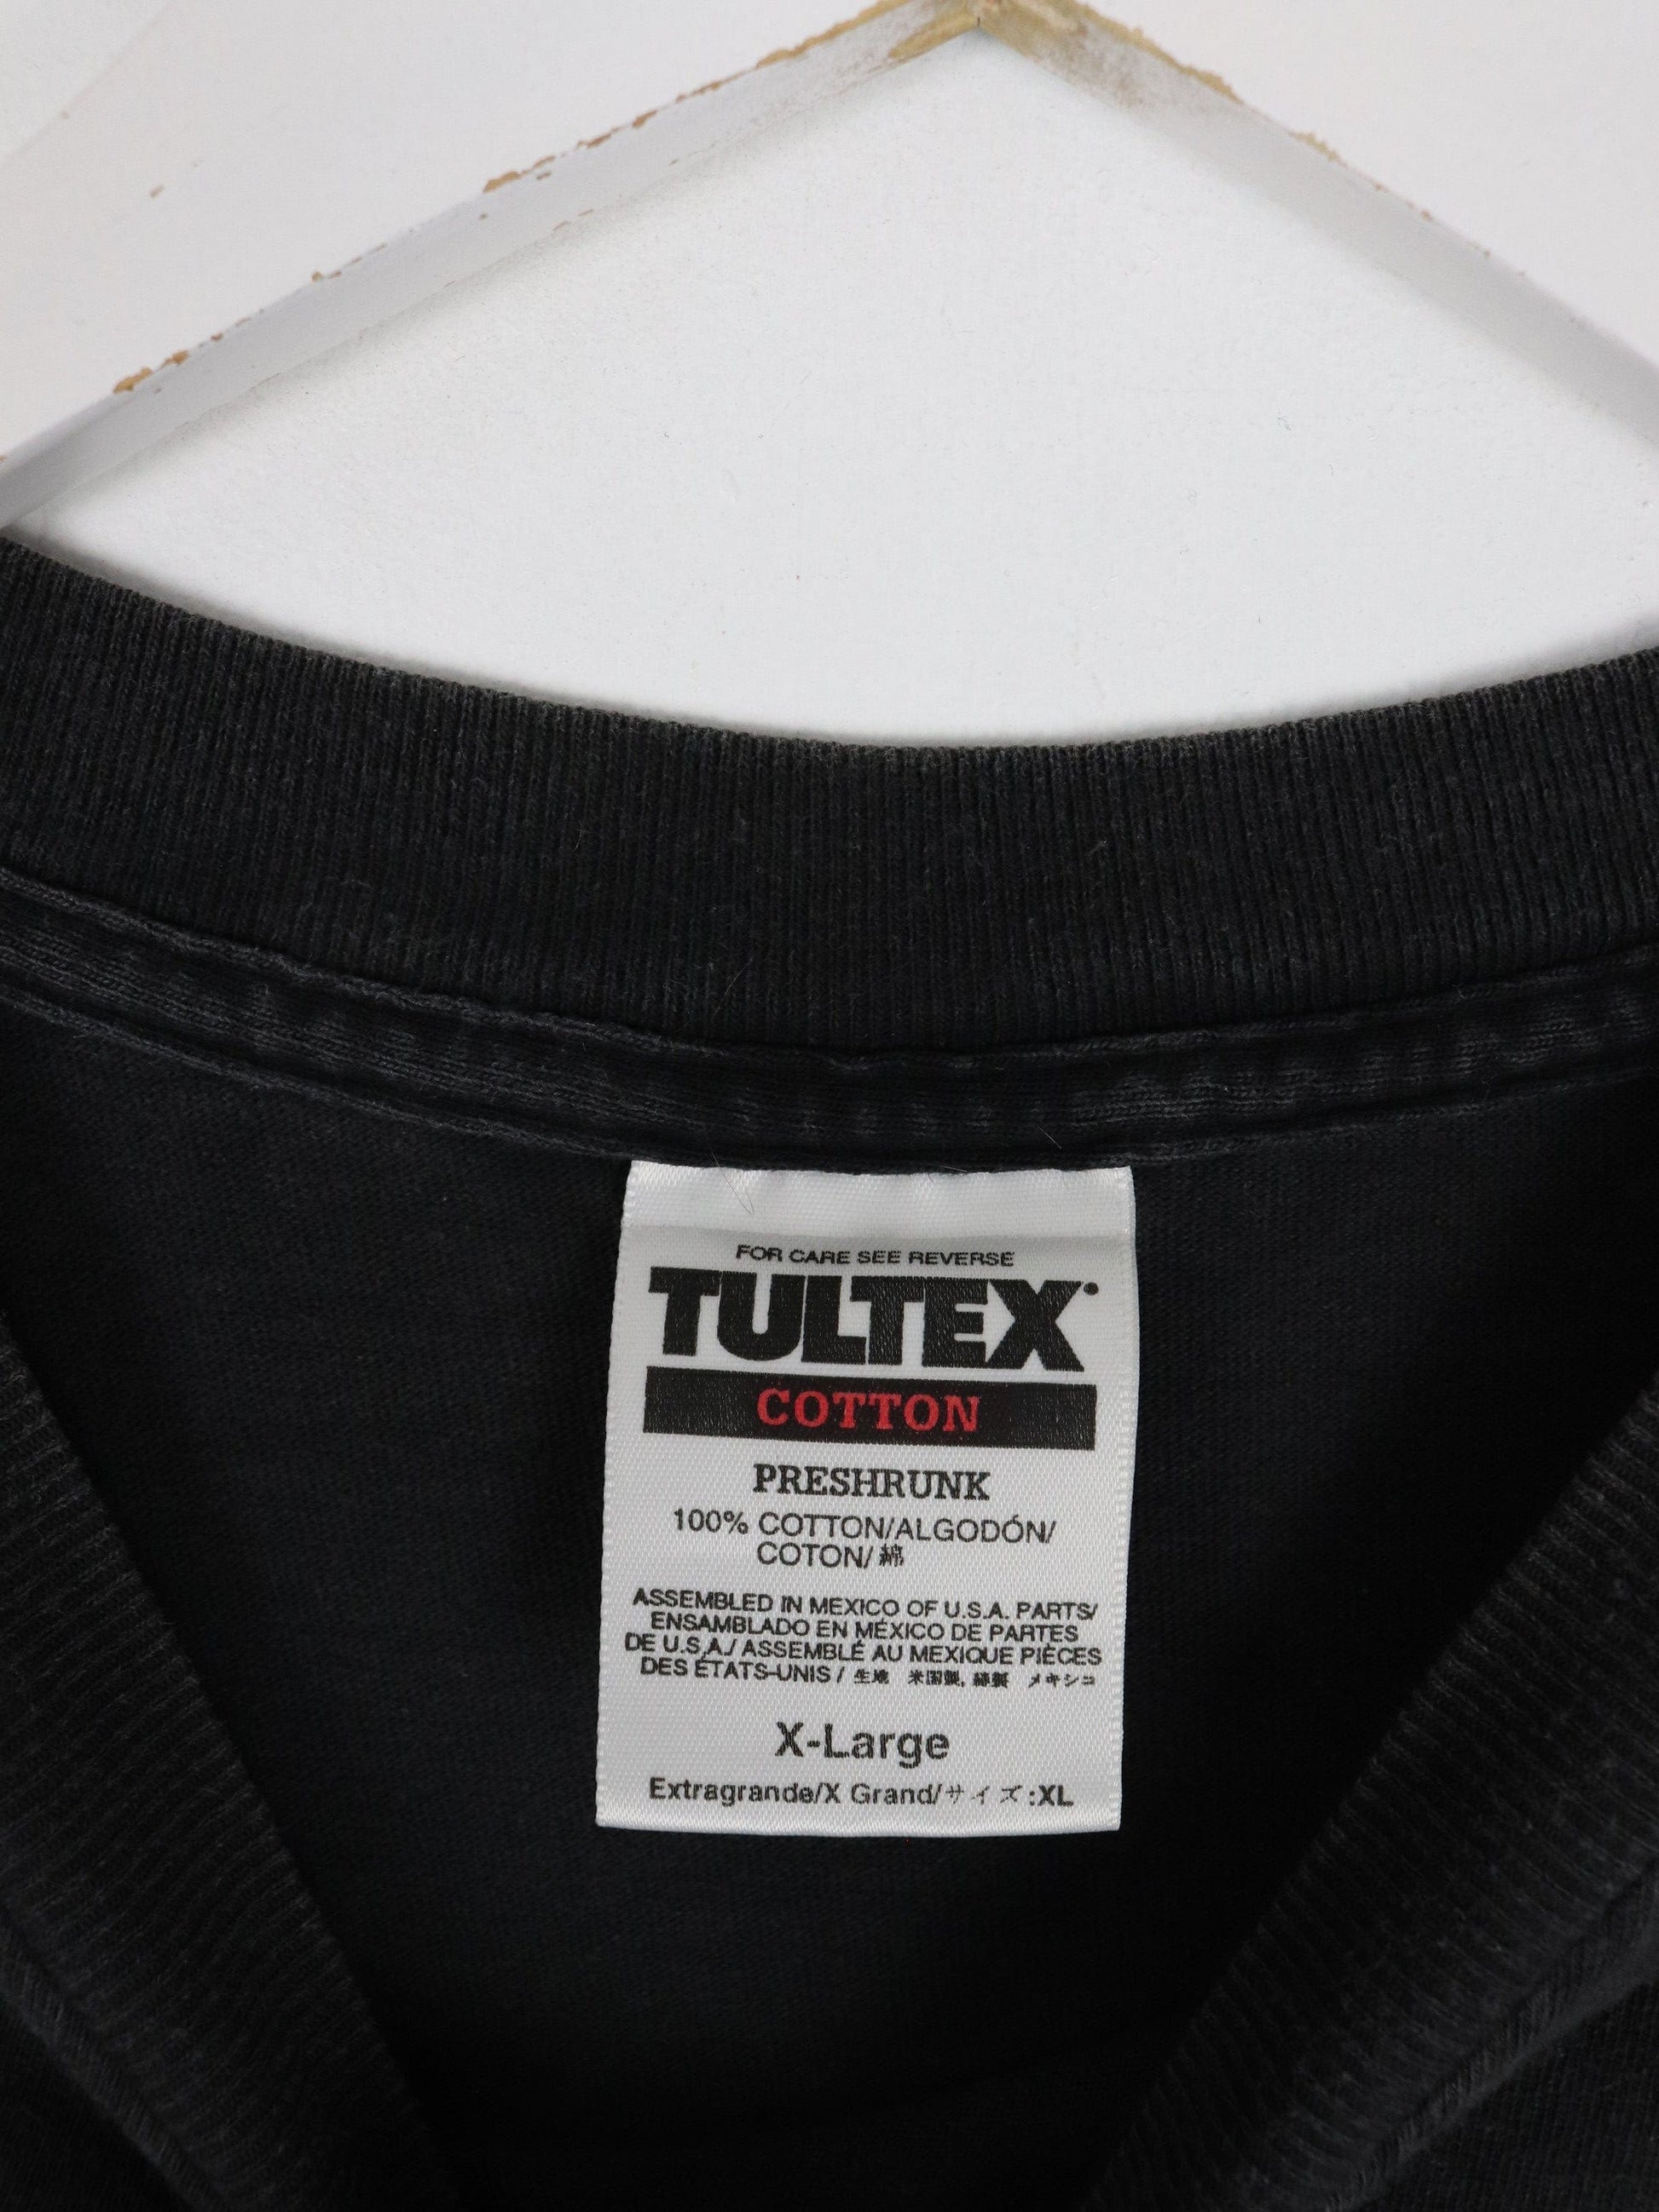 FOR CARE SEE REVERSE
TULTEX
COTTON
PRESHRUNK
100% COTTON/ALGODÓN/
COTON/綿
ASSEMBLED IN MEXICO OF U.S.A. PARTS/
ENSAMBLADO EN MÉXICO DE PARTES
DE U.S.A./ ASSEMBLÉ AU MEXIQUE PIÈCES
DES ÉTATS-UNIS / 生地 米国製, 縫製 メキシコ
X-Large
Extragrande/X Grand/サイズ:XL